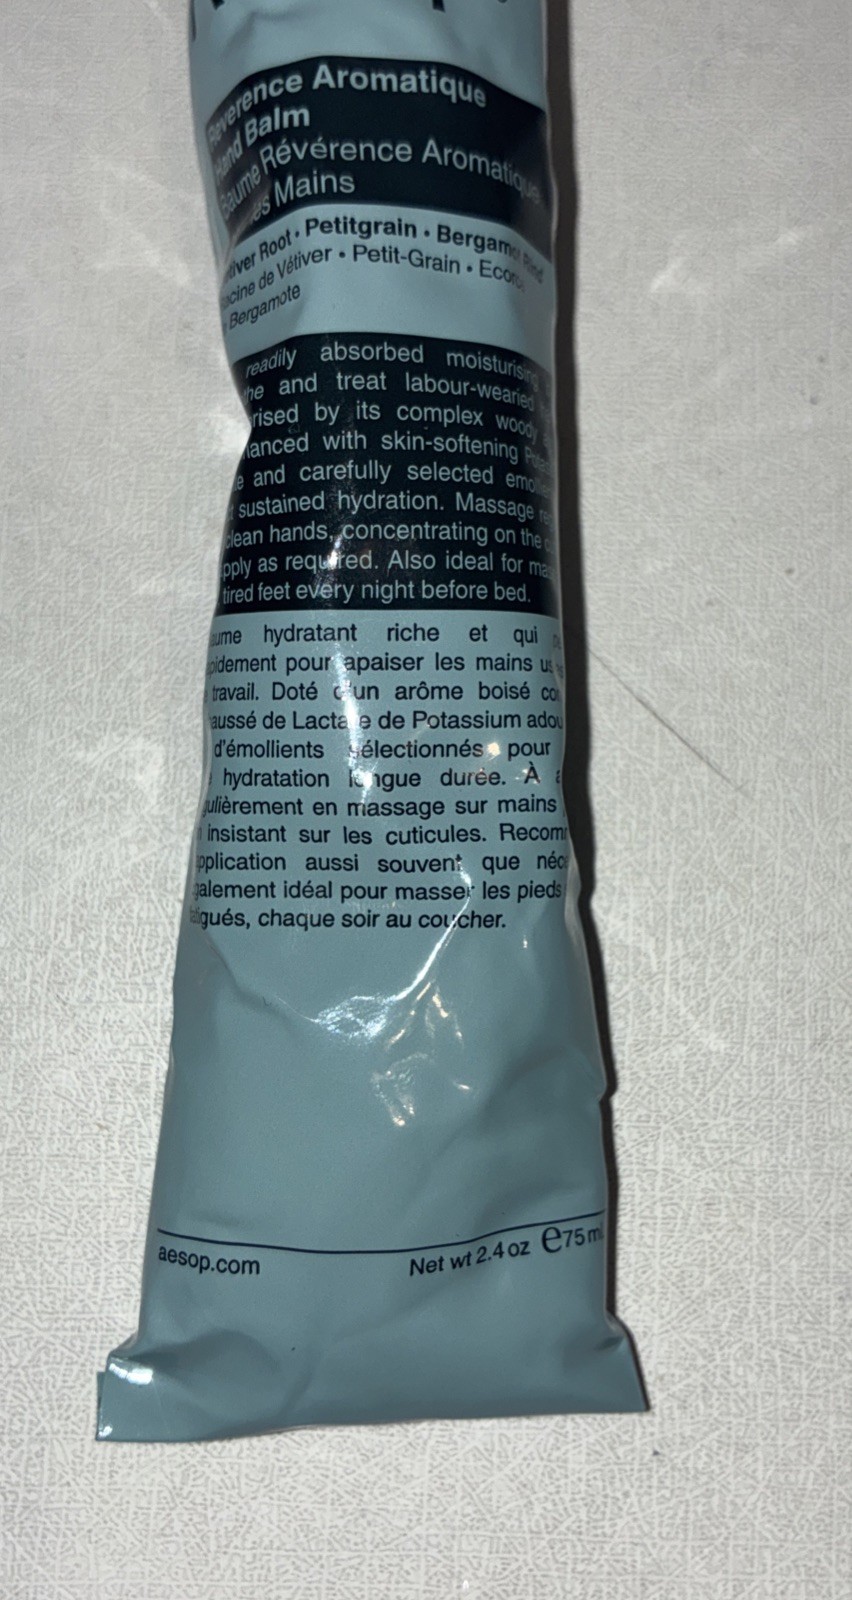 Reverence Aromatique
Hand Balm
Baume Révérence Aromatique
Mains
Root • Petitgrain • Bergamot Rind
de Vétiver • Petit-Grain •
Bergamote
readily absorbed
and treat labour-wearied
by its complex woody
with skin-softening
and carefully selected
sustained hydration. Massage
clean hands, concentrating on the
as required. Also ideal for
tired feet every night before bed.
hydratant riche et qui
pour apaiser les mains
travail. Doté d'un arôme boisé
de Lactate de Potassium
d'émollients sélectionnés pour
hydratation longue durée. À
en massage sur mains
insistant sur les cuticules.
application aussi souvent que
également idéal pour masser les pieds
fatigués, chaque soir au coucher.
aesop.com
Net wt 2.4 oz e75 mL